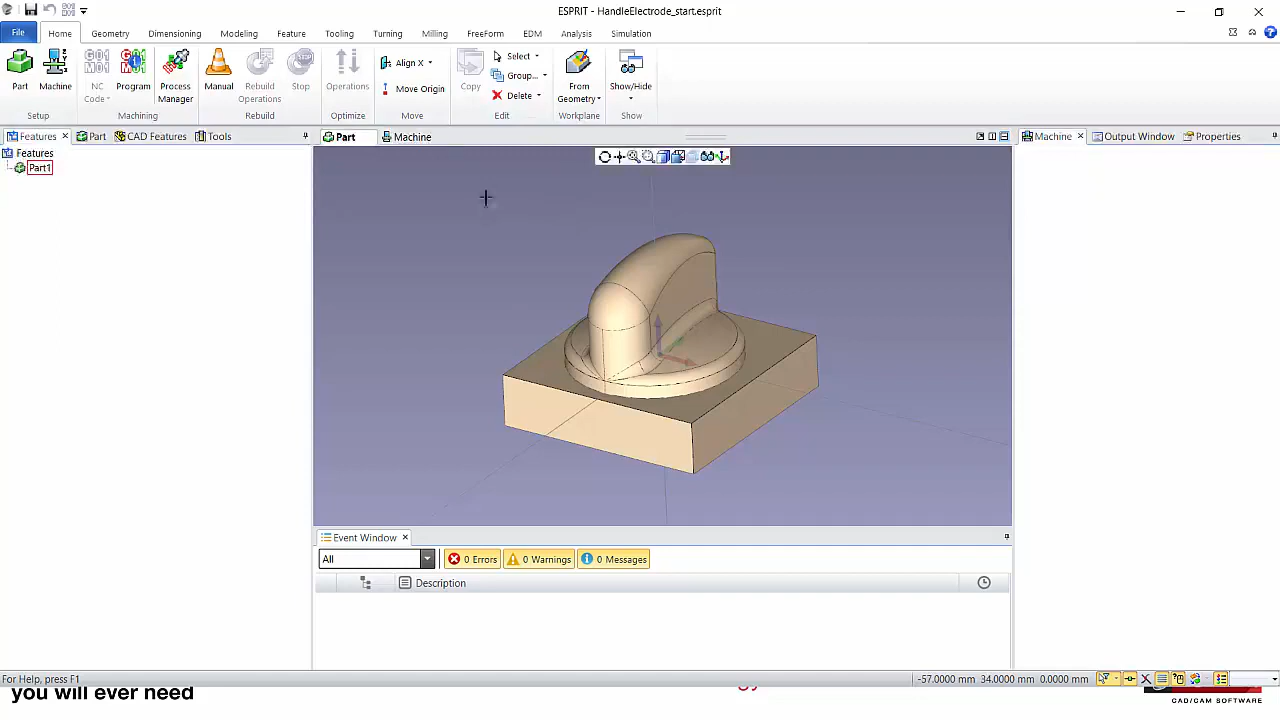 ESPRIT - HandleElectrode_start.esprit
File Home Geometry Dimensioning Modeling Feature Tooling Turning Milling FreeForm EDM Analysis Simulation
Part Machine NC Code Program Process Manager Manual Rebuild Operations Stop Operations Align X Move Origin Copy Select Group... Delete From Geometry Show/Hide
Setup Machining Rebuild Optimize Move Edit Workplane Show
Features Part CAD Features Tools Part Machine Machine Output Window Properties
Features
Part1
Event Window
All 0 Errors 0 Warnings 0 Messages
Description
For Help, press F1 -57.0000 mm 34.0000 mm 0.0000 mm
you will ever need
CAD/CAM SOFTWARE